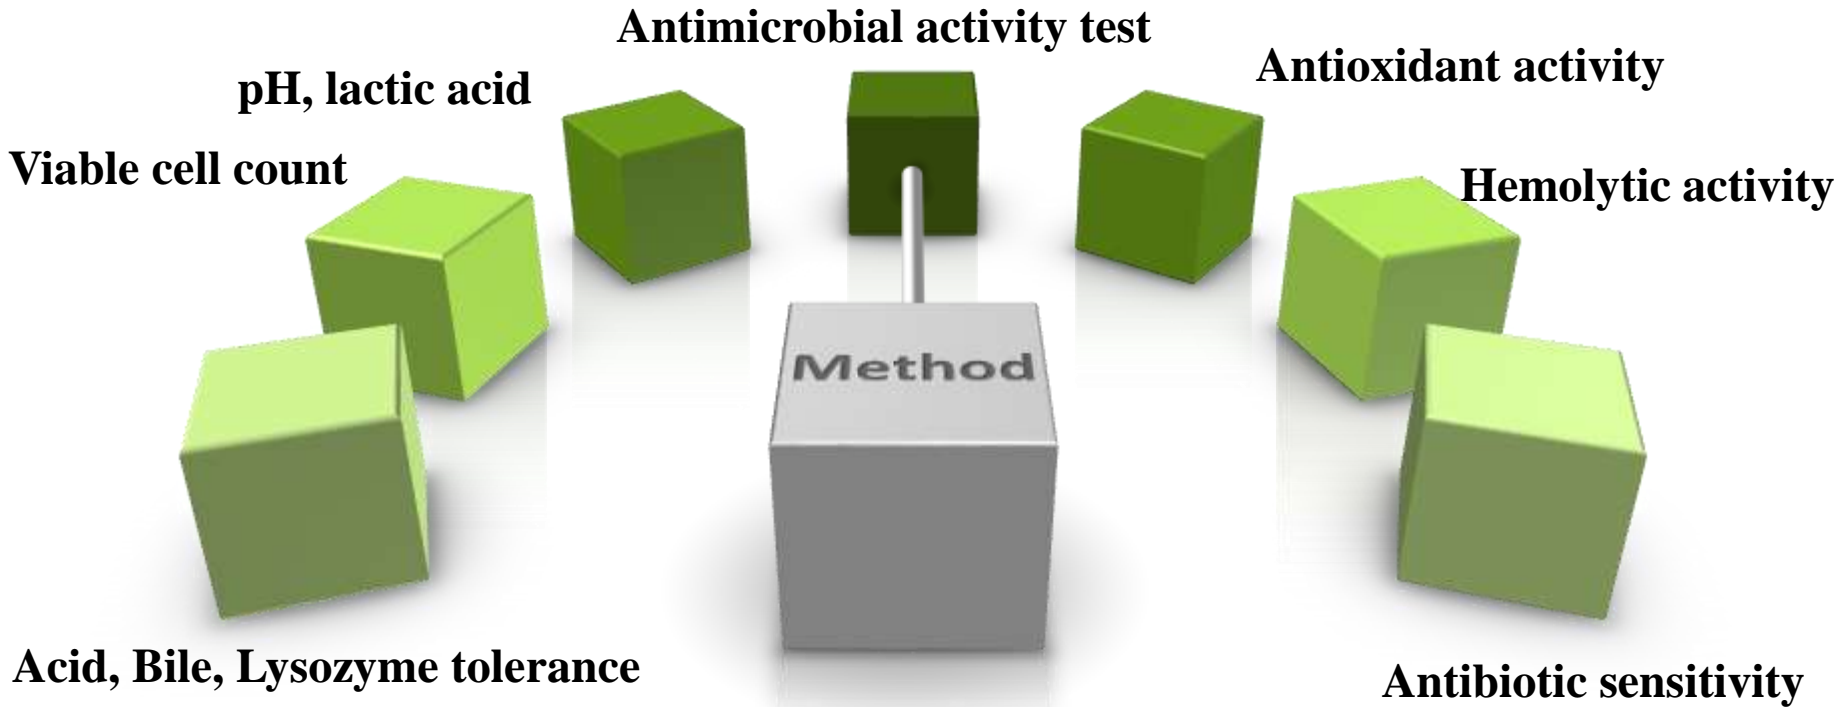 Antimicrobial activity test
Antioxidant activity
pH, lactic acid
Viable cell count
Hemolytic activity
Method
Acid, Bile, Lysozyme tolerance
Antibiotic sensitivity